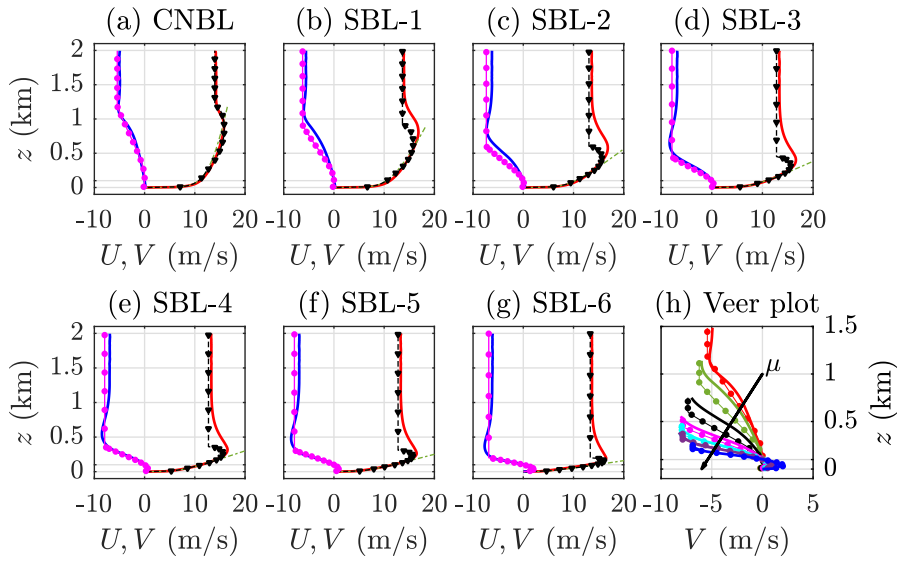 (a) CNBL (b) SBL-1 (c) SBL-2 (d) SBL-3
2
1.5
1
0.5
0
z (km)
-10 0 10 20 -10 0 10 20 -10 0 10 20 -10 0 10 20
U, V (m/s) U, V (m/s) U, V (m/s) U, V (m/s)
(e) SBL-4 (f) SBL-5 (g) SBL-6 (h) Veer plot
2
1.5
1
0.5
0
z (km)
μ
1.5
1
0.5
0
z (km)
-10 0 10 20 -10 0 10 20 -10 0 10 20 -10 -5 0 5
U, V (m/s) U, V (m/s) U, V (m/s) V (m/s)